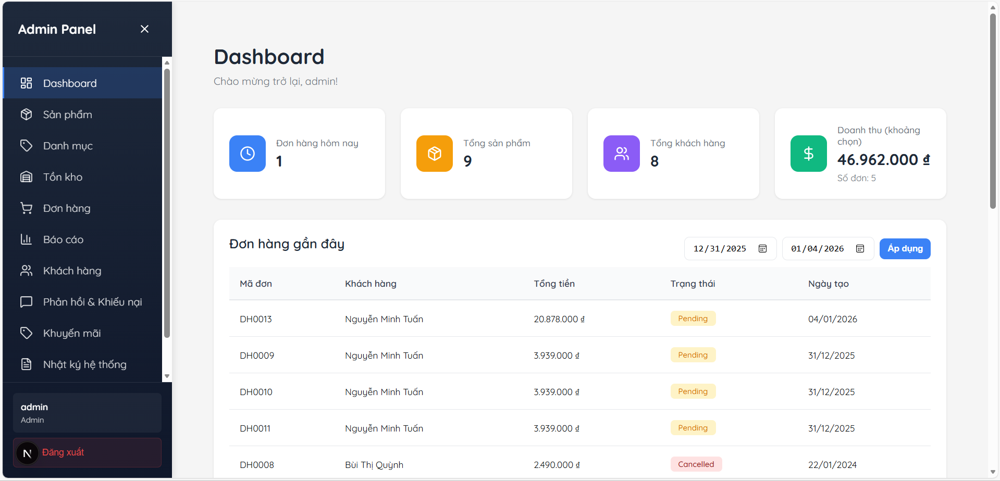 Admin Panel
Dashboard
Sản phẩm
Danh mục
Tồn kho
Đơn hàng
Báo cáo
Khách hàng
Phản hồi & Khiếu nại
Khuyến mãi
Nhật ký hệ thống
admin
Admin
N Đăng xuất
Dashboard
Chào mừng trở lại, admin!
Đơn hàng hôm nay
1
Tổng sản phẩm
9
Tổng khách hàng
8
Doanh thu (khoảng
chọn)
46.962.000 ₫
Số đơn: 5
Đơn hàng gần đây
12/31/2025 01/04/2026 Áp dụng
Mã đơn Khách hàng Tổng tiền Trạng thái Ngày tạo
DH0013 Nguyễn Minh Tuấn 20.878.000 ₫ Pending 04/01/2026
DH0009 Nguyễn Minh Tuấn 3.939.000 ₫ Pending 31/12/2025
DH0010 Nguyễn Minh Tuấn 3.939.000 ₫ Pending 31/12/2025
DH0011 Nguyễn Minh Tuấn 3.939.000 ₫ Pending 31/12/2025
DH0008 Bùi Thị Quỳnh 2.490.000 ₫ Cancelled 22/01/2024